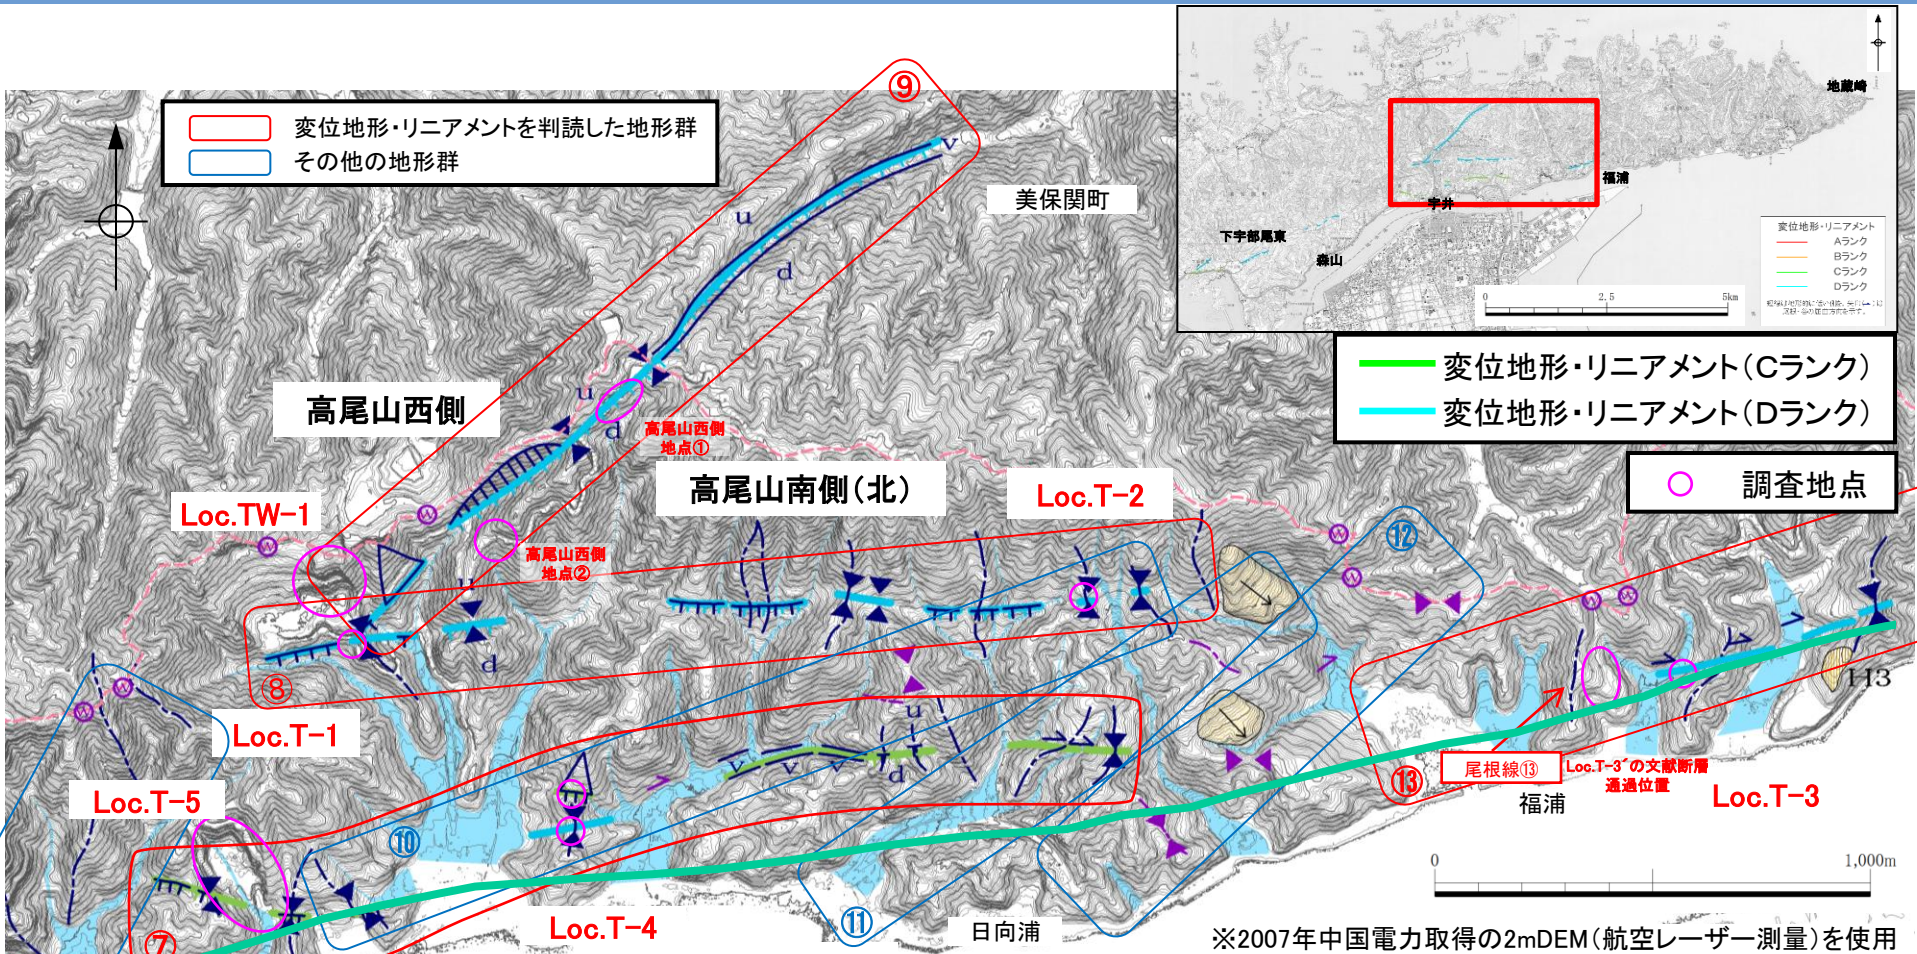 変位地形・リニアメントを判読した地形群
その他の地形群
⑨
美保関町
u
d
v
地蔵崎
福浦
宇井
下宇部尾東
森山
変位地形・リニアメント
Aランク
Bランク
Cランク
Dランク
0 2.5 5km
変位地形・リニアメント(Cランク)
変位地形・リニアメント(Dランク)
調査地点
高尾山西側
u
d
高尾山西側
地点①
高尾山南側(北)
Loc.T-2
Loc.TW-1
高尾山西側
地点②
⑫
u
d
⑧
Loc.T-1
Loc.T-5
u
d
v v v
H3
尾根線⑬
Loc.T-3´の文献断層
通過位置
⑬
福浦
Loc.T-3
⑩
⑦
Loc.T-4
⑪
日向浦
0 1,000m
※2007年中国電力取得の2mDEM(航空レーザー測量)を使用